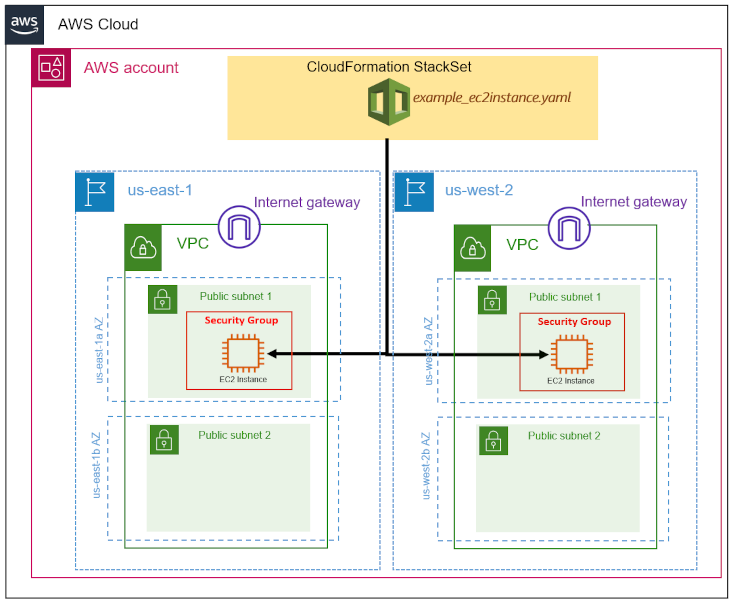 aws
AWS Cloud
AWS account
CloudFormation StackSet
example_ec2instance.yaml
us-east-1
Internet gateway
VPC
us-east-1a AZ
Public subnet 1
Security Group
EC2 Instance
us-east-1b AZ
Public subnet 2
us-west-2
Internet gateway
VPC
us-west-2a AZ
Public subnet 1
Security Group
EC2 Instance
us-west-2b AZ
Public subnet 2